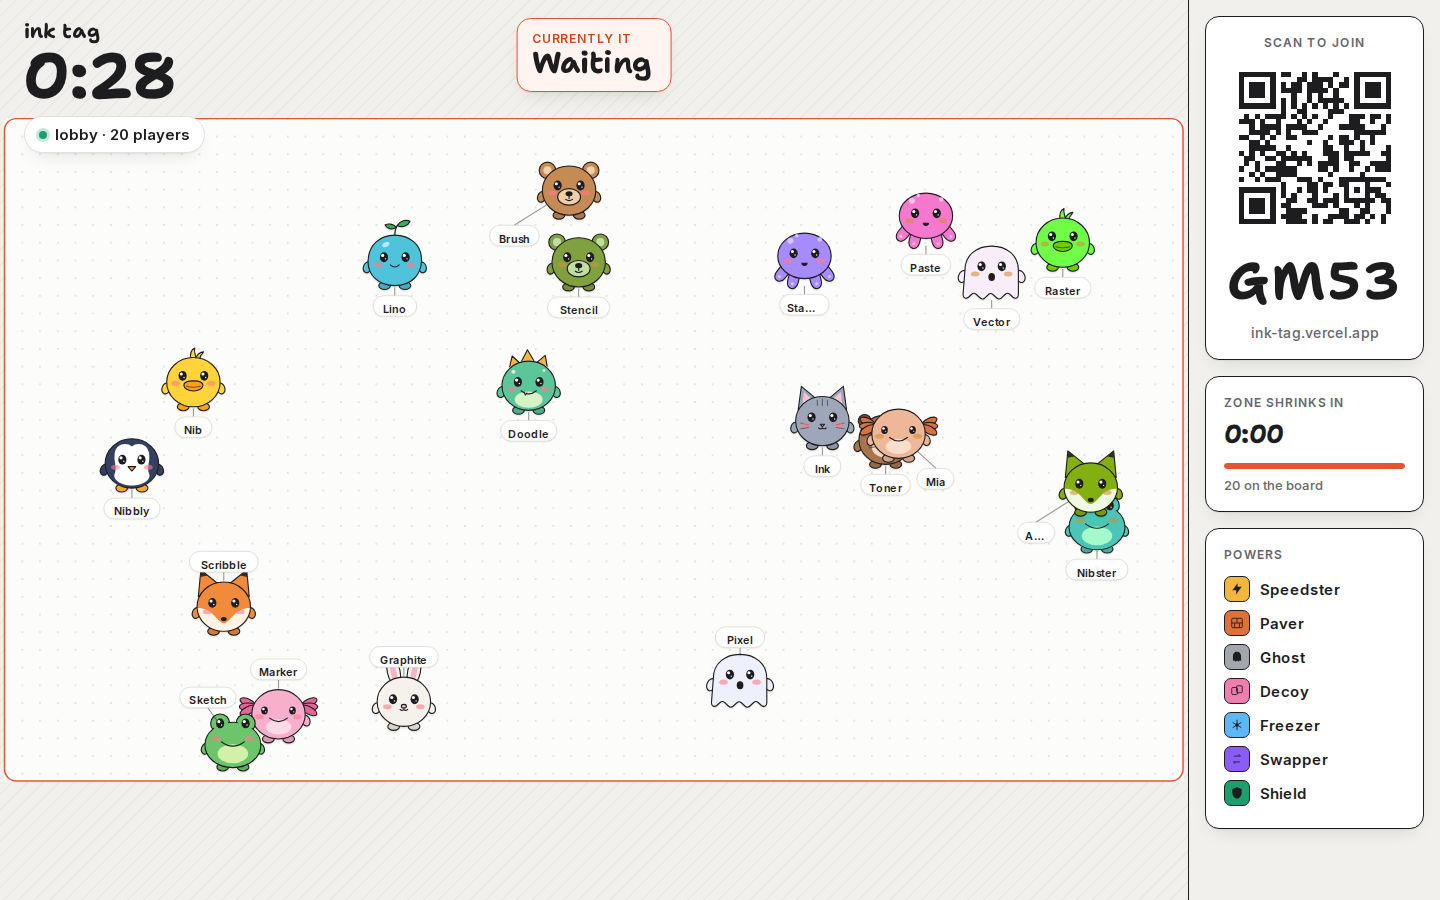 ink tag
0:28
CURRENTLY IT
Waiting
lobby · 20 players
Brush
Lino
Stencil
Sta...
Paste
Vector
Raster
Nib
Doodle
Nibbly
Ink
Toner
Mia
A...
Nibster
Scribble
Pixel
Graphite
Marker
Sketch
SCAN TO JOIN
GM53
ink-tag.vercel.app
ZONE SHRINKS IN
0:00
20 on the board
POWERS
Speedster
Paver
Ghost
Decoy
Freezer
Swapper
Shield